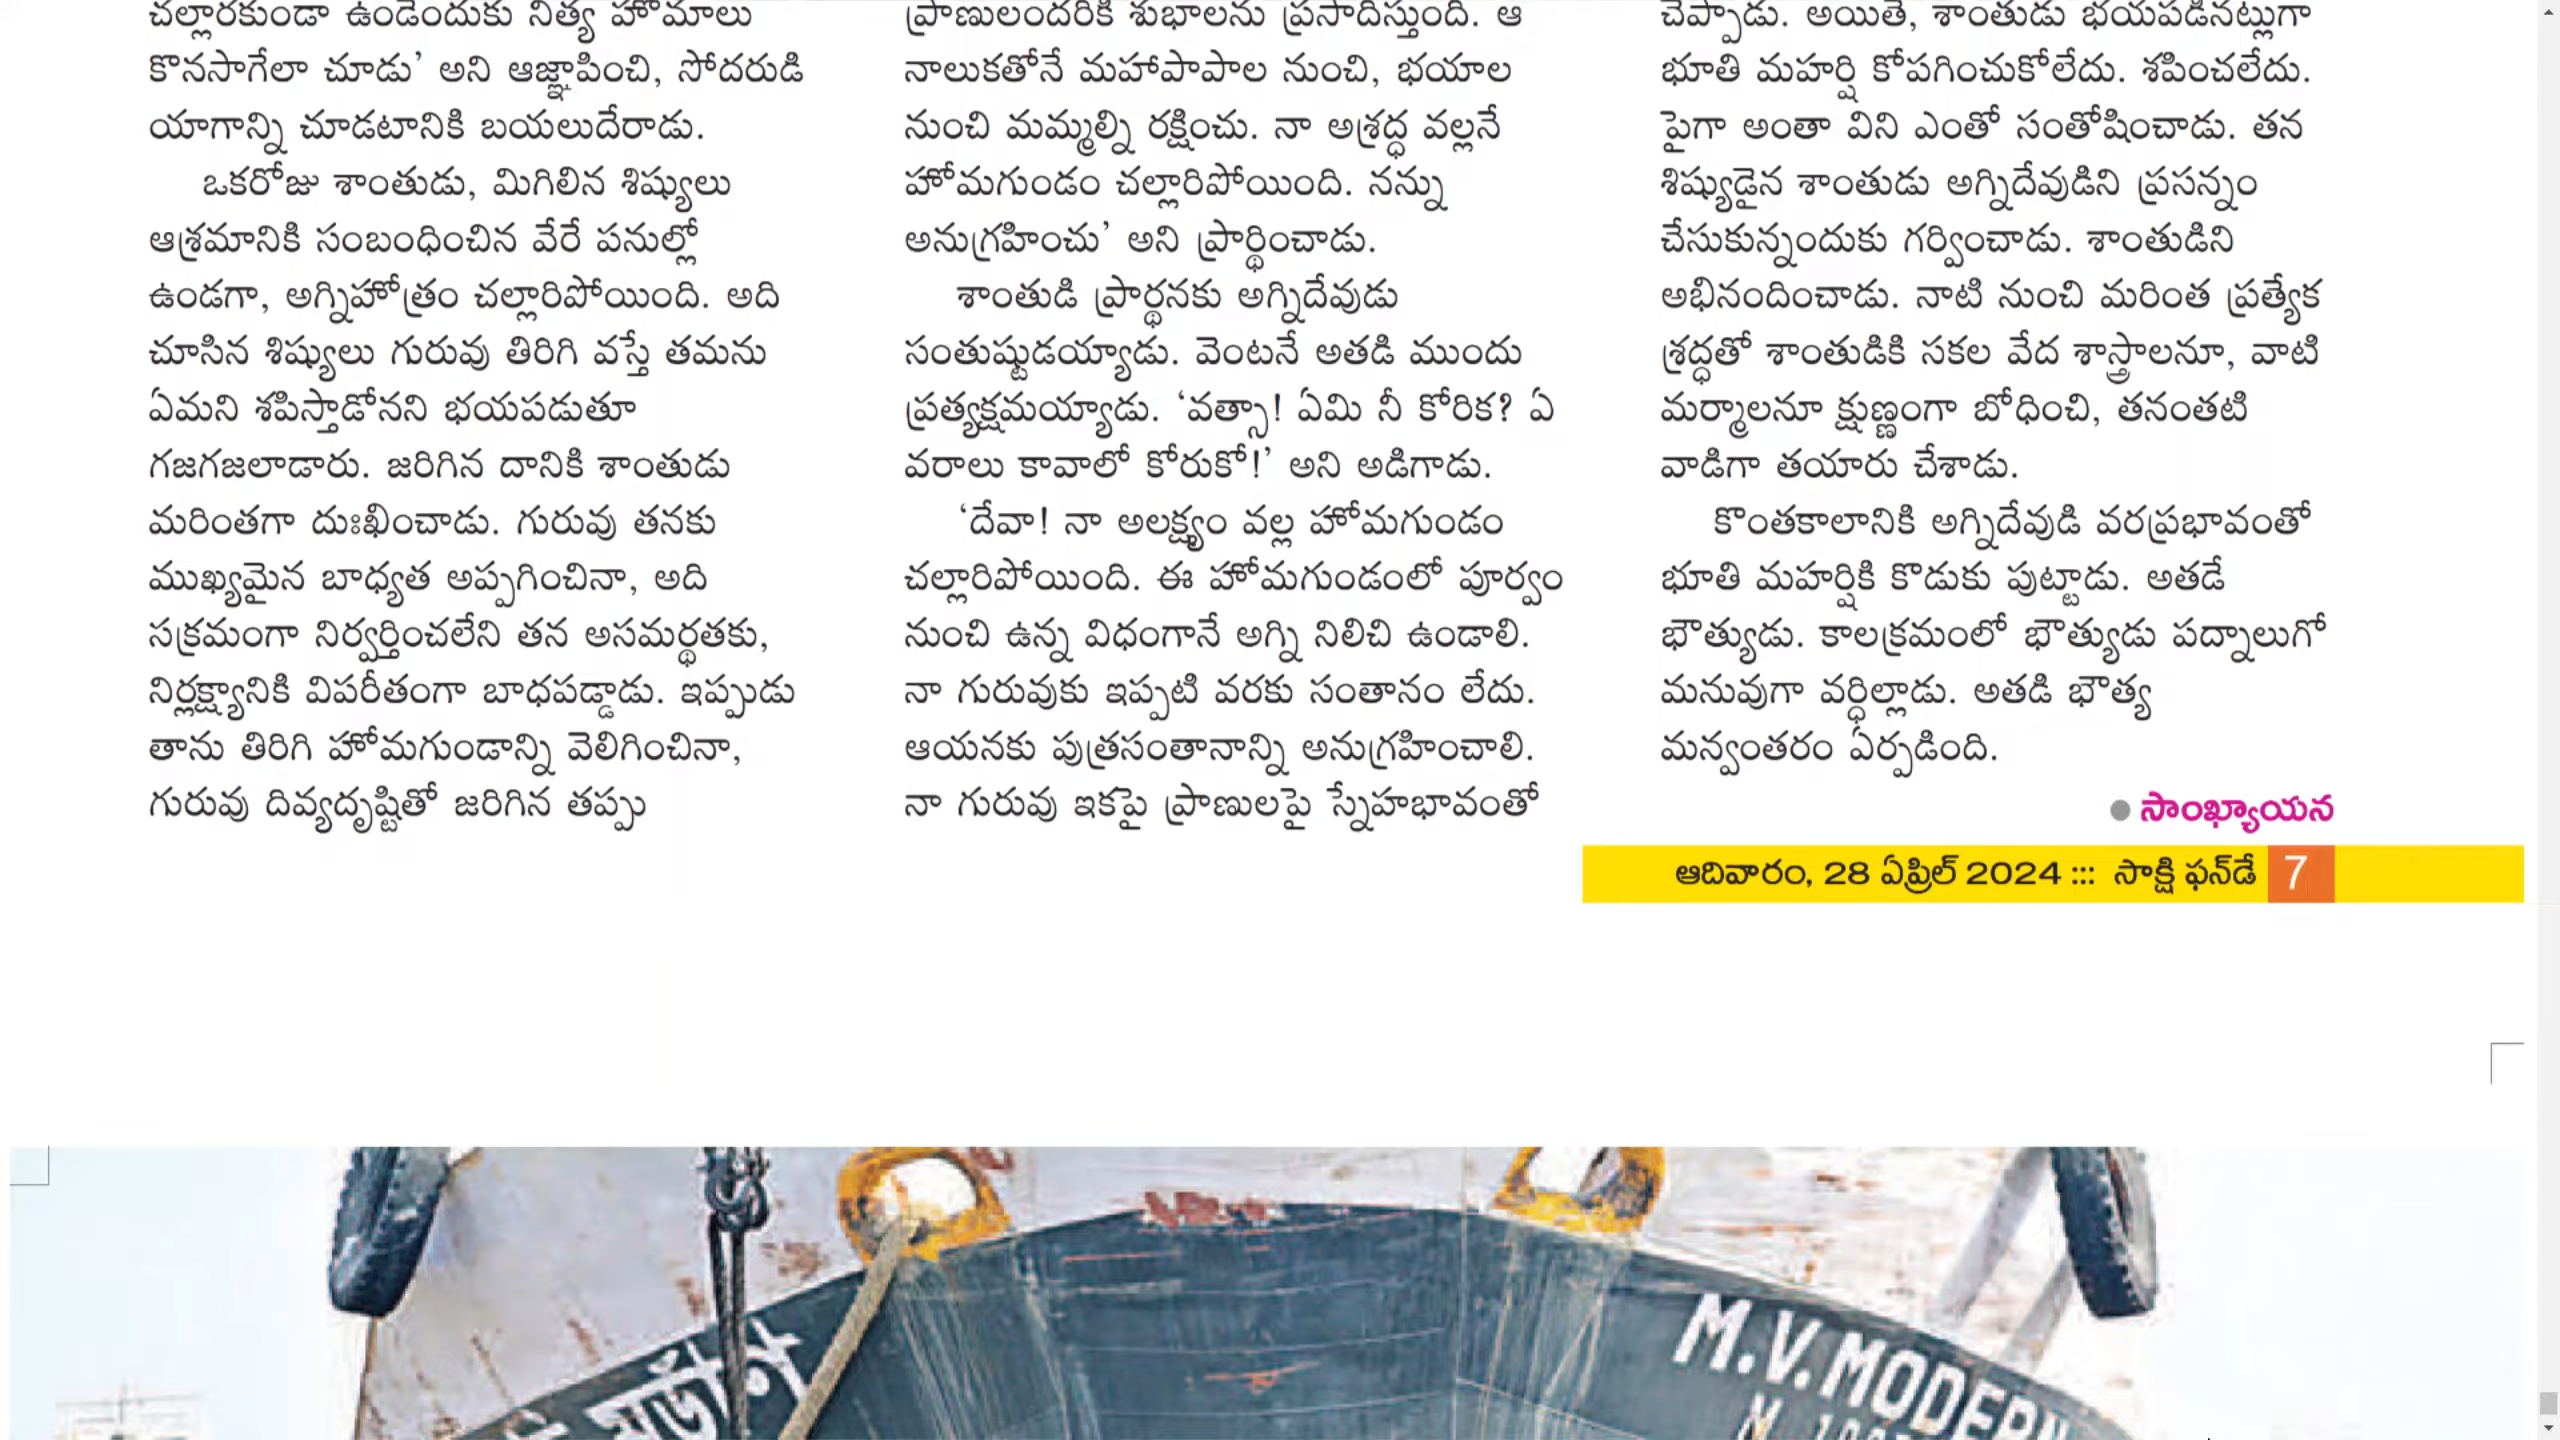 చల్లారకుండా ఉండేందుకు నిత్య హోమాలు
కొనసాగేలా చూడు’ అని ఆజ్ఞాపించి, సోదరుడి
యాగాన్ని చూడటానికి బయలుదేరాడు.
ఒకరోజు శాంతుడు, మిగిలిన శిష్యులు
ఆశ్రమానికి సంబంధించిన వేరే పనుల్లో
ఉండగా, అగ్నిహోత్రం చల్లారిపోయింది. అది
చూసిన శిష్యులు గురువు తిరిగి వస్తే తమను
ఏమని శపిస్తాడోనని భయపడుతూ
గజగజలాడారు. జరిగిన దానికి శాంతుడు
మరింతగా దుఃఖించాడు. గురువు తనకు
ముఖ్యమైన బాధ్యత అప్పగించినా, అది
సక్రమంగా నిర్వర్తించలేని తన అసమర్థతకు,
నిర్లక్ష్యానికి విపరీతంగా బాధపడ్డాడు. ఇప్పుడు
తాను తిరిగి హోమగుండాన్ని వెలిగించినా,
గురువు దివ్యదృష్టితో జరిగిన తప్పు
ప్రాణులందరికీ శుభాలను ప్రసాదిస్తుంది. ఆ
నాలుకతోనే మహాపాపాల నుంచి, భయాల
నుంచి మమ్మల్ని రక్షించు. నా అశ్రద్ధ వల్లనే
హోమగుండం చల్లారిపోయింది. నన్ను
అనుగ్రహించు’ అని ప్రార్థించాడు.
శాంతుడి ప్రార్థనకు అగ్నిదేవుడు
సంతుష్టుడయ్యాడు. వెంటనే అతడి ముందు
ప్రత్యక్షమయ్యాడు. ‘వత్సా! ఏమి నీ కోరిక? ఏ
వరాలు కావాలో కోరుకో!’ అని అడిగాడు.
‘దేవా! నా అలక్ష్యం వల్ల హోమగుండం
చల్లారిపోయింది. ఈ హోమగుండంలో పూర్వం
నుంచి ఉన్న విధంగానే అగ్ని నిలిచి ఉండాలి.
నా గురువుకు ఇప్పటి వరకు సంతానం లేదు.
ఆయనకు పుత్రసంతానాన్ని అనుగ్రహించాలి.
నా గురువు ఇకపై ప్రాణులపై స్నేహభావంతో
చెప్పాడు. అయితే, శాంతుడు భయపడినట్లుగా
భూతి మహర్షి కోపగించుకోలేదు. శపించలేదు.
పైగా అంతా విని ఎంతో సంతోషించాడు. తన
శిష్యుడైన శాంతుడు అగ్నిదేవుడిని ప్రసన్నం
చేసుకున్నందుకు గర్వించాడు. శాంతుడిని
అభినందించాడు. నాటి నుంచి మరింత ప్రత్యేక
శ్రద్ధతో శాంతుడికి సకల వేద శాస్త్రాలనూ, వాటి
మర్మాలనూ క్షుణ్ణంగా బోధించి, తనంతటి
వాడిగా తయారు చేశాడు.
కొంతకాలానికి అగ్నిదేవుడి వరప్రభావంతో
భూతి మహర్షికి కొడుకు పుట్టాడు. అతడే
భౌత్యుడు. కాలక్రమంలో భౌత్యుడు పద్నాలుగో
మనువుగా వర్ధిల్లాడు. అతడి భౌత్య
మన్వంతరం ఏర్పడింది.
● సాంఖ్యాయన
ఆదివారం, 28 ఏప్రిల్ 2024 ::: సాక్షి ఫన్‌డే 7
M.V.MODERN